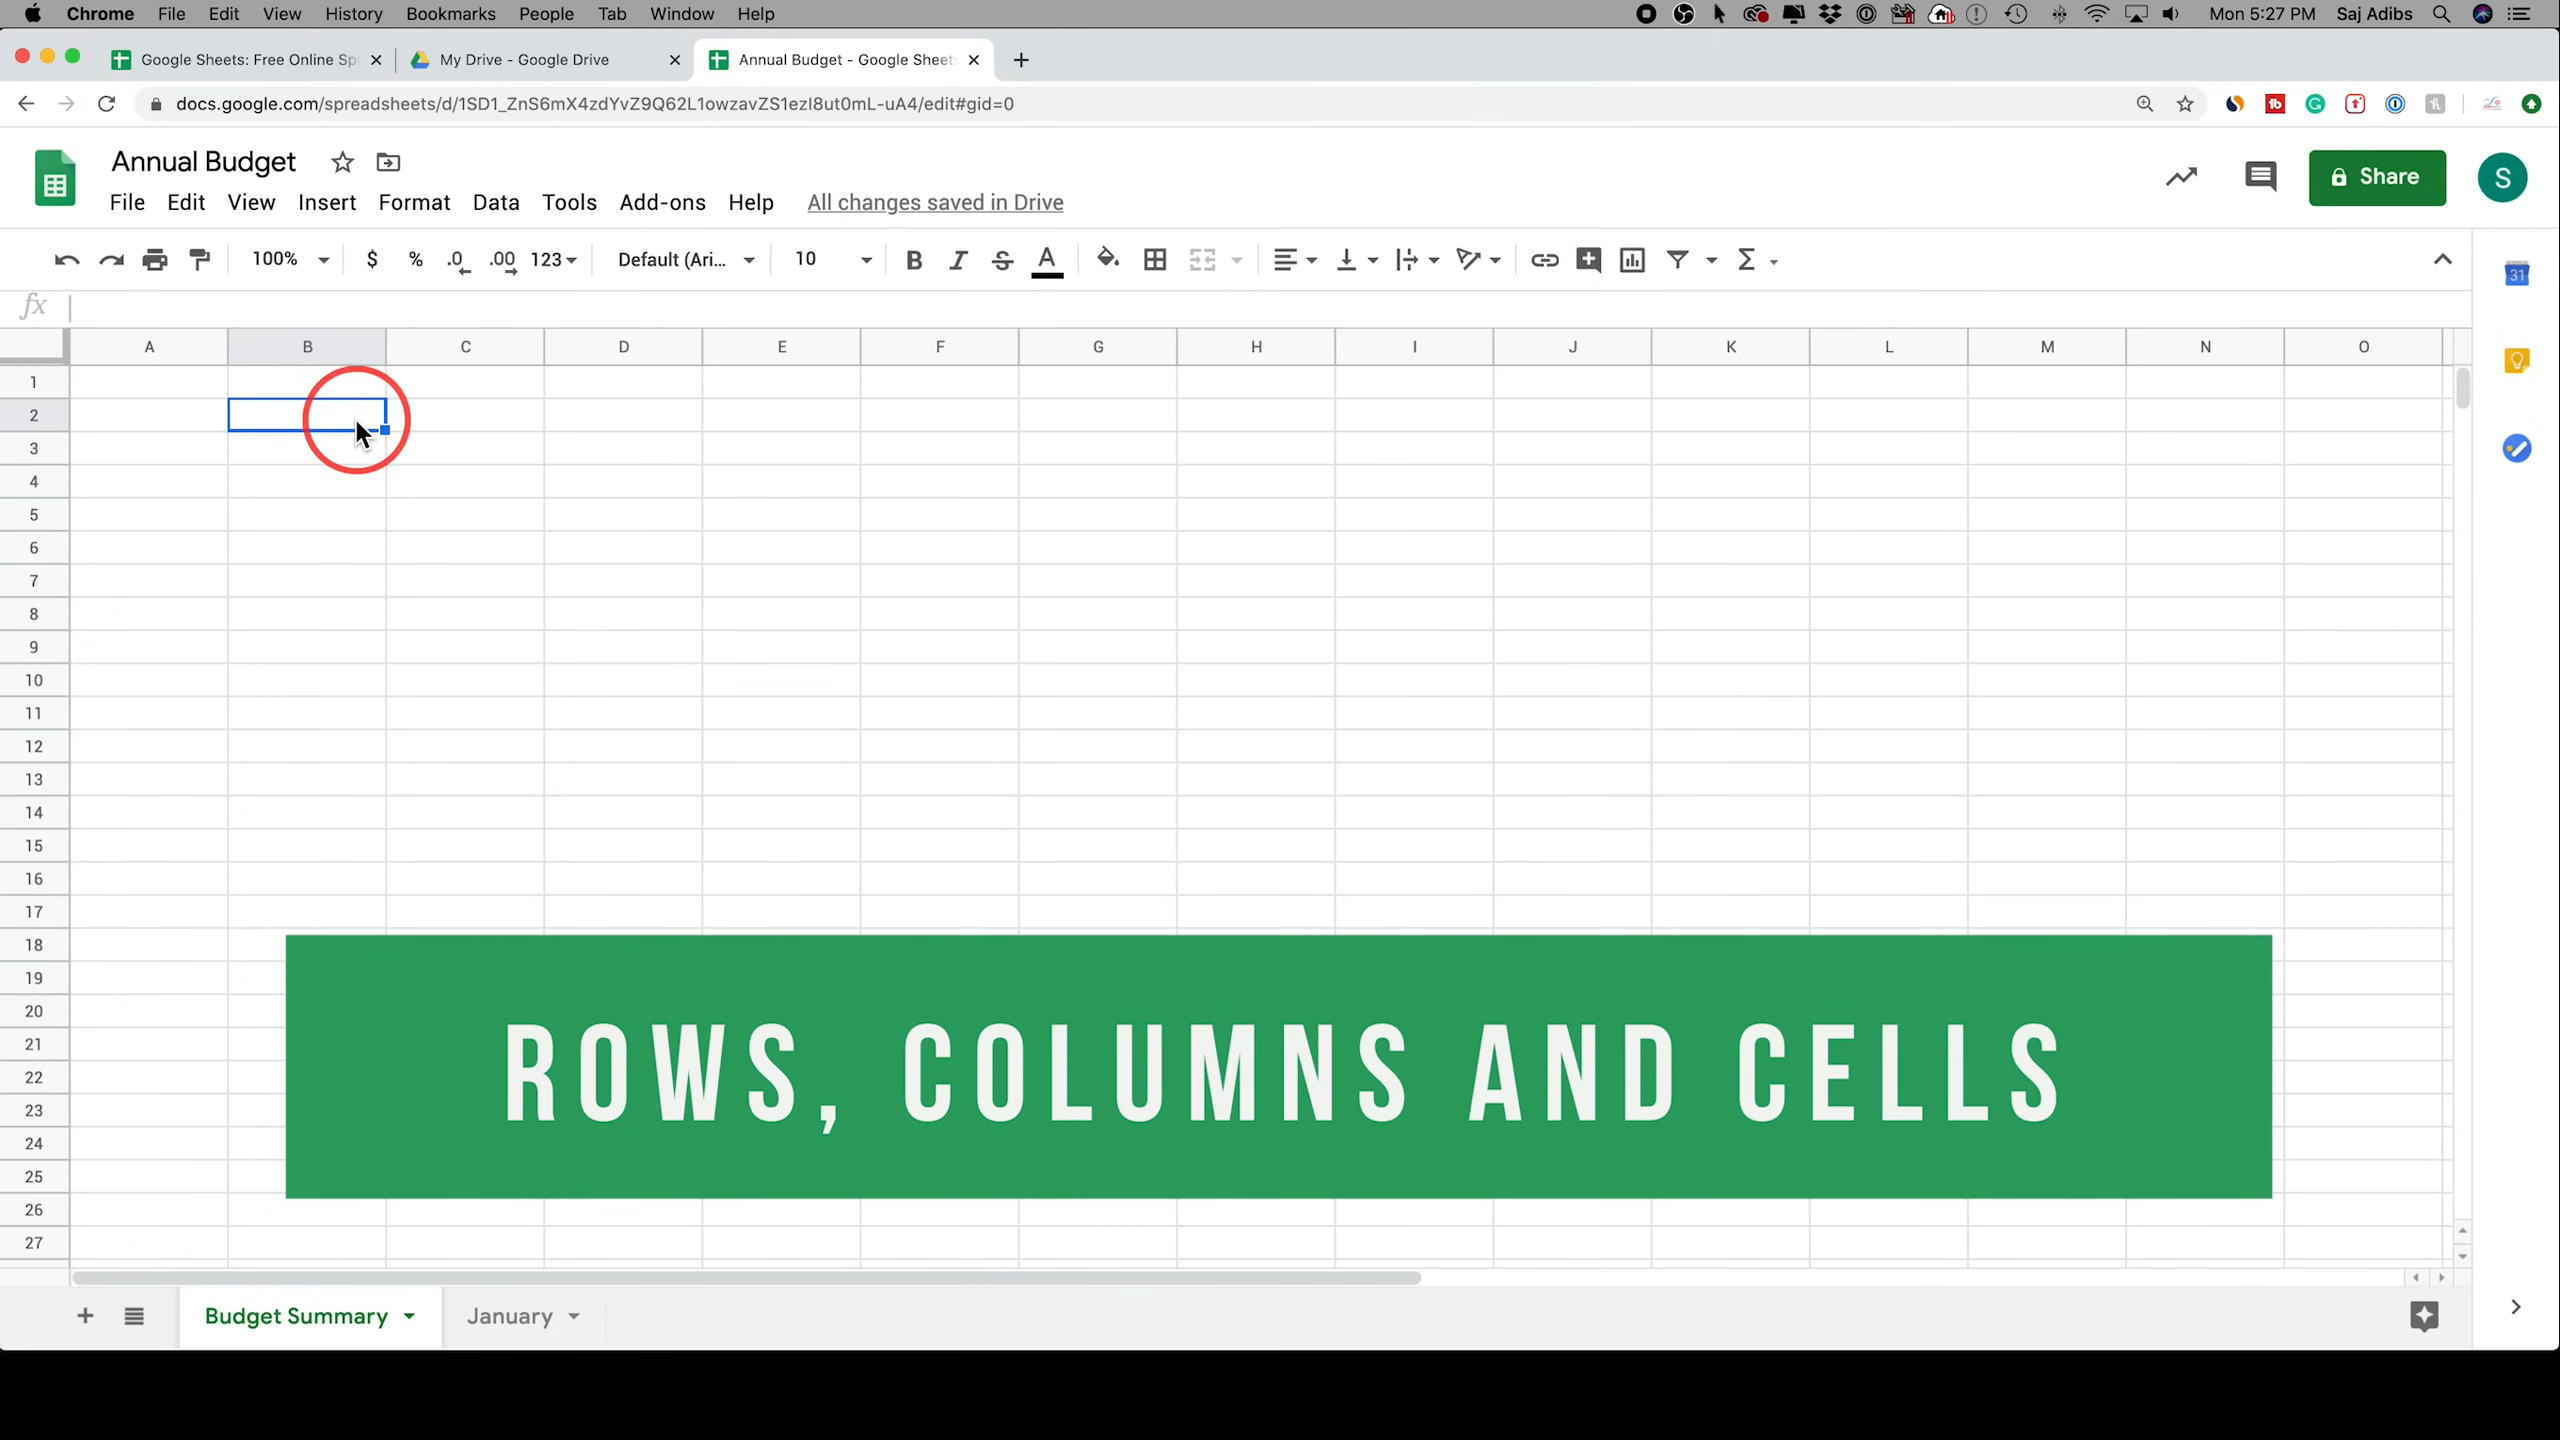 Chrome File Edit View History Bookmarks People Tab Window Help Mon 5:27 PM Saj Adibs
Google Sheets: Free Online Sp My Drive - Google Drive Annual Budget - Google Sheets
docs.google.com/spreadsheets/d/1SD1_ZnS6mX4zdYvZ9Q62L1owzavZS1ezI8ut0mL-uA4/edit#gid=0
Annual Budget
Share
S
File Edit View Insert Format Data Tools Add-ons Help All changes saved in Drive
100% $ % .0 .00 123 Default (Ari... 10 B I S A Σ
31
fx
A B C D E F G H I J K L M N O
1
2
3
4
5
6
7
8
9
10
11
12
13
14
15
16
17
18
19
20
21
22
23
24
25
26
27
ROWS, COLUMNS AND CELLS
Budget Summary January